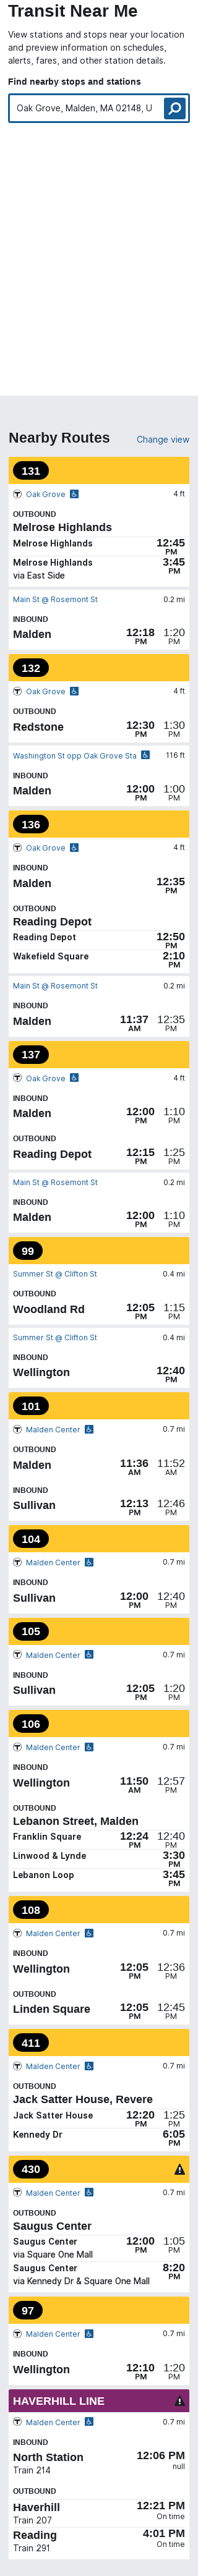 Transit Near Me
View stations and stops near your location
and preview information on schedules,
alerts, fares, and other station details.
Find nearby stops and stations
Oak Grove, Malden, MA 02148, U
Nearby Routes Change view
131
Oak Grove 4 ft
OUTBOUND
Melrose Highlands
Melrose Highlands 12:45 PM
Melrose Highlands 3:45 PM
via East Side
Main St @ Rosemont St 0.2 mi
INBOUND
Malden 12:18 PM 1:20 PM
132
Oak Grove 4 ft
OUTBOUND
Redstone 12:30 PM 1:30 PM
Washington St opp Oak Grove Sta 116 ft
INBOUND
Malden 12:00 PM 1:00 PM
136
Oak Grove 4 ft
INBOUND
Malden 12:35 PM
OUTBOUND
Reading Depot
Reading Depot 12:50 PM
Wakefield Square 2:10 PM
Main St @ Rosemont St 0.2 mi
INBOUND
Malden 11:37 AM 12:35 PM
137
Oak Grove 4 ft
INBOUND
Malden 12:00 PM 1:10 PM
OUTBOUND
Reading Depot 12:15 PM 1:25 PM
Main St @ Rosemont St 0.2 mi
INBOUND
Malden 12:00 PM 1:10 PM
99
Summer St @ Clifton St 0.4 mi
OUTBOUND
Woodland Rd 12:05 PM 1:15 PM
Summer St @ Clifton St 0.4 mi
INBOUND
Wellington 12:40 PM
101
Malden Center 0.7 mi
OUTBOUND
Malden 11:36 AM 11:52 AM
INBOUND
Sullivan 12:13 PM 12:46 PM
104
Malden Center 0.7 mi
INBOUND
Sullivan 12:00 PM 12:40 PM
105
Malden Center 0.7 mi
INBOUND
Sullivan 12:05 PM 1:20 PM
106
Malden Center 0.7 mi
INBOUND
Wellington 11:50 AM 12:57 PM
OUTBOUND
Lebanon Street, Malden
Franklin Square 12:24 PM 12:40 PM
Linwood & Lynde 3:30 PM
Lebanon Loop 3:45 PM
108
Malden Center 0.7 mi
INBOUND
Wellington 12:05 PM 12:36 PM
OUTBOUND
Linden Square 12:05 PM 12:45 PM
411
Malden Center 0.7 mi
OUTBOUND
Jack Satter House, Revere
Jack Satter House 12:20 PM 1:25 PM
Kennedy Dr 6:05 PM
430
Malden Center 0.7 mi
OUTBOUND
Saugus Center
Saugus Center 12:00 PM 1:05 PM
via Square One Mall
Saugus Center 8:20 PM
via Kennedy Dr & Square One Mall
97
Malden Center 0.7 mi
INBOUND
Wellington 12:10 PM 1:20 PM
HAVERHILL LINE
Malden Center 0.7 mi
INBOUND
North Station 12:06 PM
Train 214 null
OUTBOUND
Haverhill 12:21 PM
Train 207 On time
Reading 4:01 PM
Train 291 On time